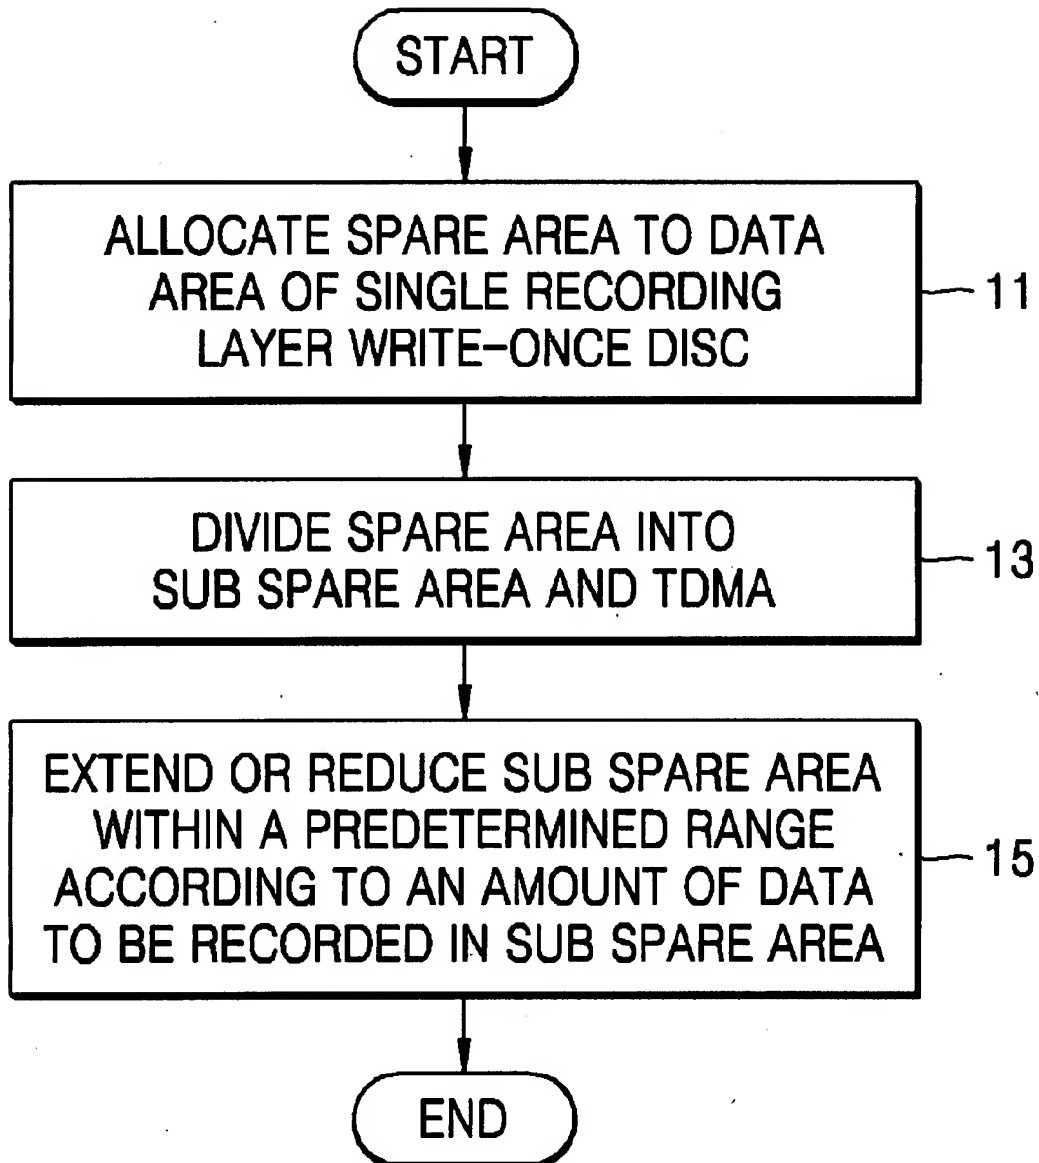 START
ALLOCATE SPARE AREA TO DATA
AREA OF SINGLE RECORDING
LAYER WRITE-ONCE DISC
11
DIVIDE SPARE AREA INTO
SUB SPARE AREA AND TDMA
13
EXTEND OR REDUCE SUB SPARE AREA
WITHIN A PREDETERMINED RANGE
ACCORDING TO AN AMOUNT OF DATA
TO BE RECORDED IN SUB SPARE AREA
15
END